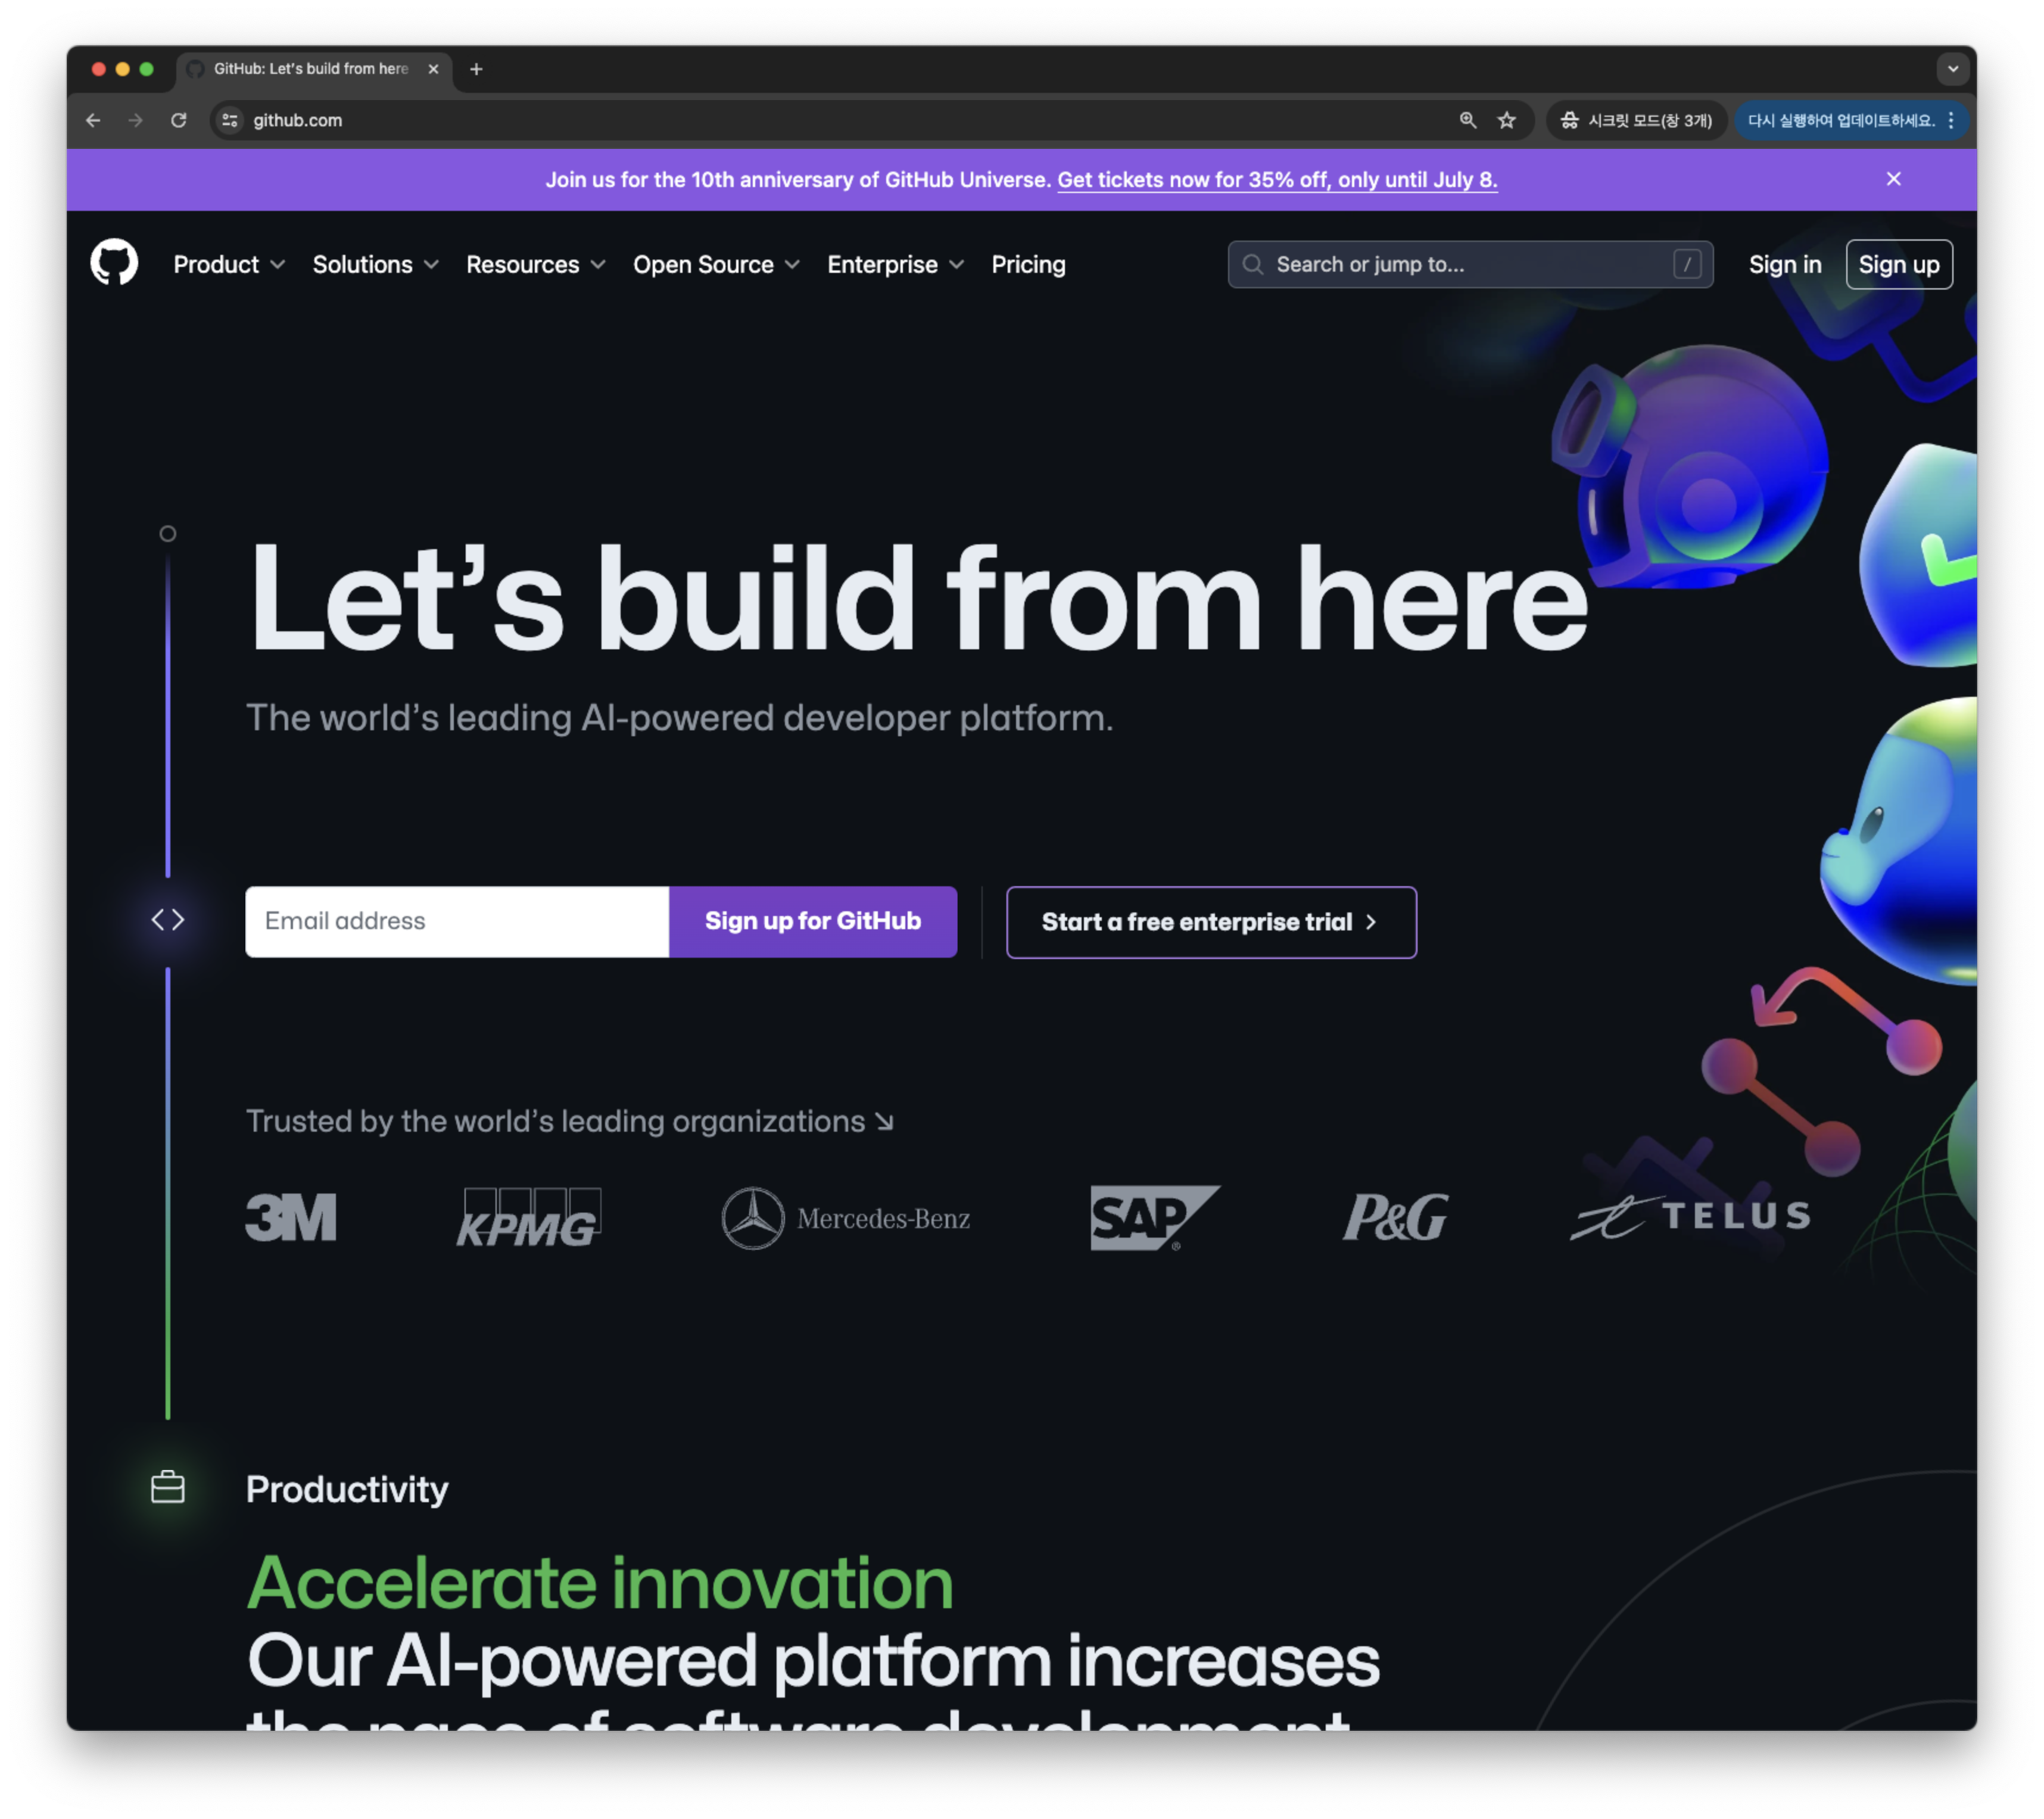 GitHub: Let's build from here
github.com
시크릿 모드(창 3개)
다시 실행하여 업데이트하세요.
Join us for the 10th anniversary of GitHub Universe. Get tickets now for 35% off, only until July 8.
Product Solutions Resources Open Source Enterprise Pricing Search or jump to... / Sign in Sign up
Let’s build from here
The world’s leading AI-powered developer platform.
Email address Sign up for GitHub Start a free enterprise trial
Trusted by the world’s leading organizations
3M KPMG Mercedes-Benz SAP® P&G TELUS
Productivity
Accelerate innovation
Our AI-powered platform increases
the pace of software development